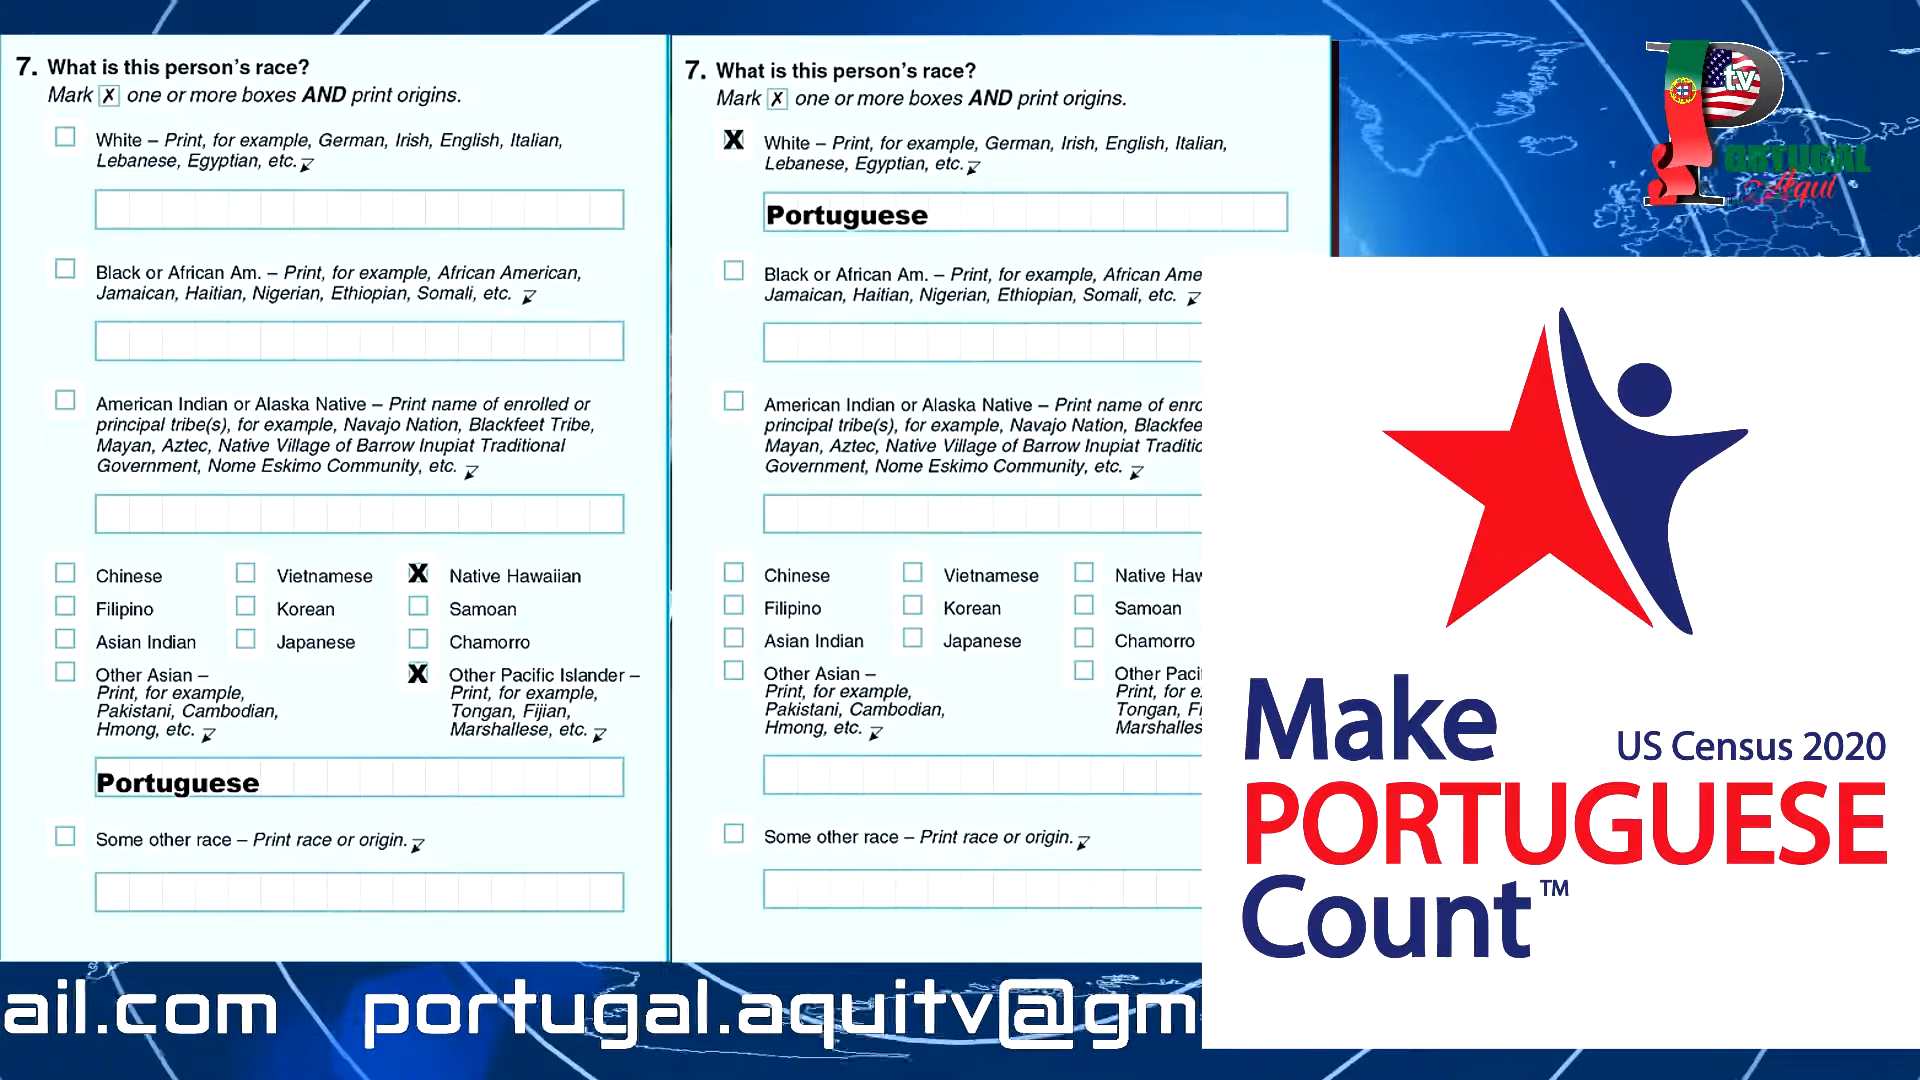 7. What is this person's race?
Mark X one or more boxes AND print origins.
White – Print, for example, German, Irish, English, Italian,
Lebanese, Egyptian, etc.
Black or African Am. – Print, for example, African American,
Jamaican, Haitian, Nigerian, Ethiopian, Somali, etc.
American Indian or Alaska Native – Print name of enrolled or
principal tribe(s), for example, Navajo Nation, Blackfeet Tribe,
Mayan, Aztec, Native Village of Barrow Inupiat Traditional
Government, Nome Eskimo Community, etc.
Chinese
Vietnamese
X Native Hawaiian
Filipino
Korean
Samoan
Asian Indian
Japanese
Chamorro
Other Asian –
Print, for example,
Pakistani, Cambodian,
Hmong, etc.
X Other Pacific Islander –
Print, for example,
Tongan, Fijian,
Marshallese, etc.
Portuguese
Some other race – Print race or origin.
7. What is this person's race?
Mark X one or more boxes AND print origins.
X White – Print, for example, German, Irish, English, Italian,
Lebanese, Egyptian, etc.
Portuguese
Black or African Am. – Print, for example, African Ame
Jamaican, Haitian, Nigerian, Ethiopian, Somali, etc.
American Indian or Alaska Native – Print name of enro
principal tribe(s), for example, Navajo Nation, Blackfee
Mayan, Aztec, Native Village of Barrow Inupiat Traditio
Government, Nome Eskimo Community, etc.
Chinese
Vietnamese
Native Haw
Filipino
Korean
Samoan
Asian Indian
Japanese
Chamorro
Other Asian –
Print, for example,
Pakistani, Cambodian,
Hmong, etc.
Other Paci
Print, for e
Tongan, Fi
Marshalles
Some other race – Print race or origin.
P tv
PORTUGAL
Aqui
Make
US Census 2020
PORTUGUESE
Count™
ail.com portugal.aquitv@gm